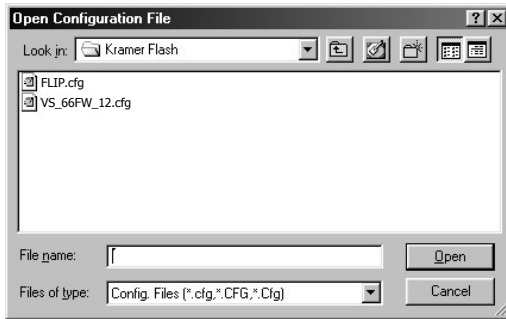 Open Configuration File
Look in: Kramer Flash
FLIP.cfg
VS_66FW_12.cfg
File name:
Open
Files of type: Config. Files (*.cfg,*.CFG,*.Cfg)
Cancel